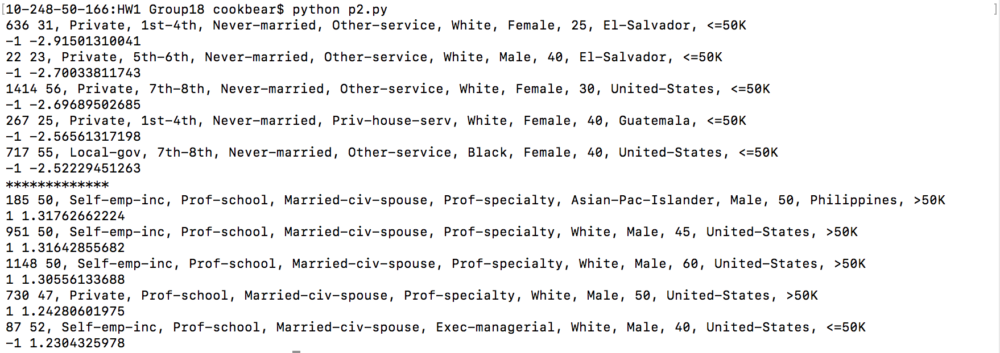 [10-248-50-166:HW1 Group18 cookbear$ python p2.py ]
636 31, Private, 1st-4th, Never-married, Other-service, White, Female, 25, El-Salvador, <=50K
-1 -2.91501310041
22 23, Private, 5th-6th, Never-married, Other-service, White, Male, 40, El-Salvador, <=50K
-1 -2.70033811743
1414 56, Private, 7th-8th, Never-married, Other-service, White, Female, 30, United-States, <=50K
-1 -2.69689502685
267 25, Private, 1st-4th, Never-married, Priv-house-serv, White, Female, 40, Guatemala, <=50K
-1 -2.56561317198
717 55, Local-gov, 7th-8th, Never-married, Other-service, Black, Female, 40, United-States, <=50K
-1 -2.52229451263
*************
185 50, Self-emp-inc, Prof-school, Married-civ-spouse, Prof-specialty, Asian-Pac-Islander, Male, 50, Philippines, >50K
1 1.31762662224
951 50, Self-emp-inc, Prof-school, Married-civ-spouse, Prof-specialty, White, Male, 45, United-States, >50K
1 1.31642855682
1148 50, Self-emp-inc, Prof-school, Married-civ-spouse, Prof-specialty, White, Male, 60, United-States, >50K
1 1.30556133688
730 47, Private, Prof-school, Married-civ-spouse, Prof-specialty, White, Male, 50, United-States, >50K
1 1.24280601975
87 52, Self-emp-inc, Prof-school, Married-civ-spouse, Exec-managerial, White, Male, 40, United-States, <=50K
-1 1.2304325978